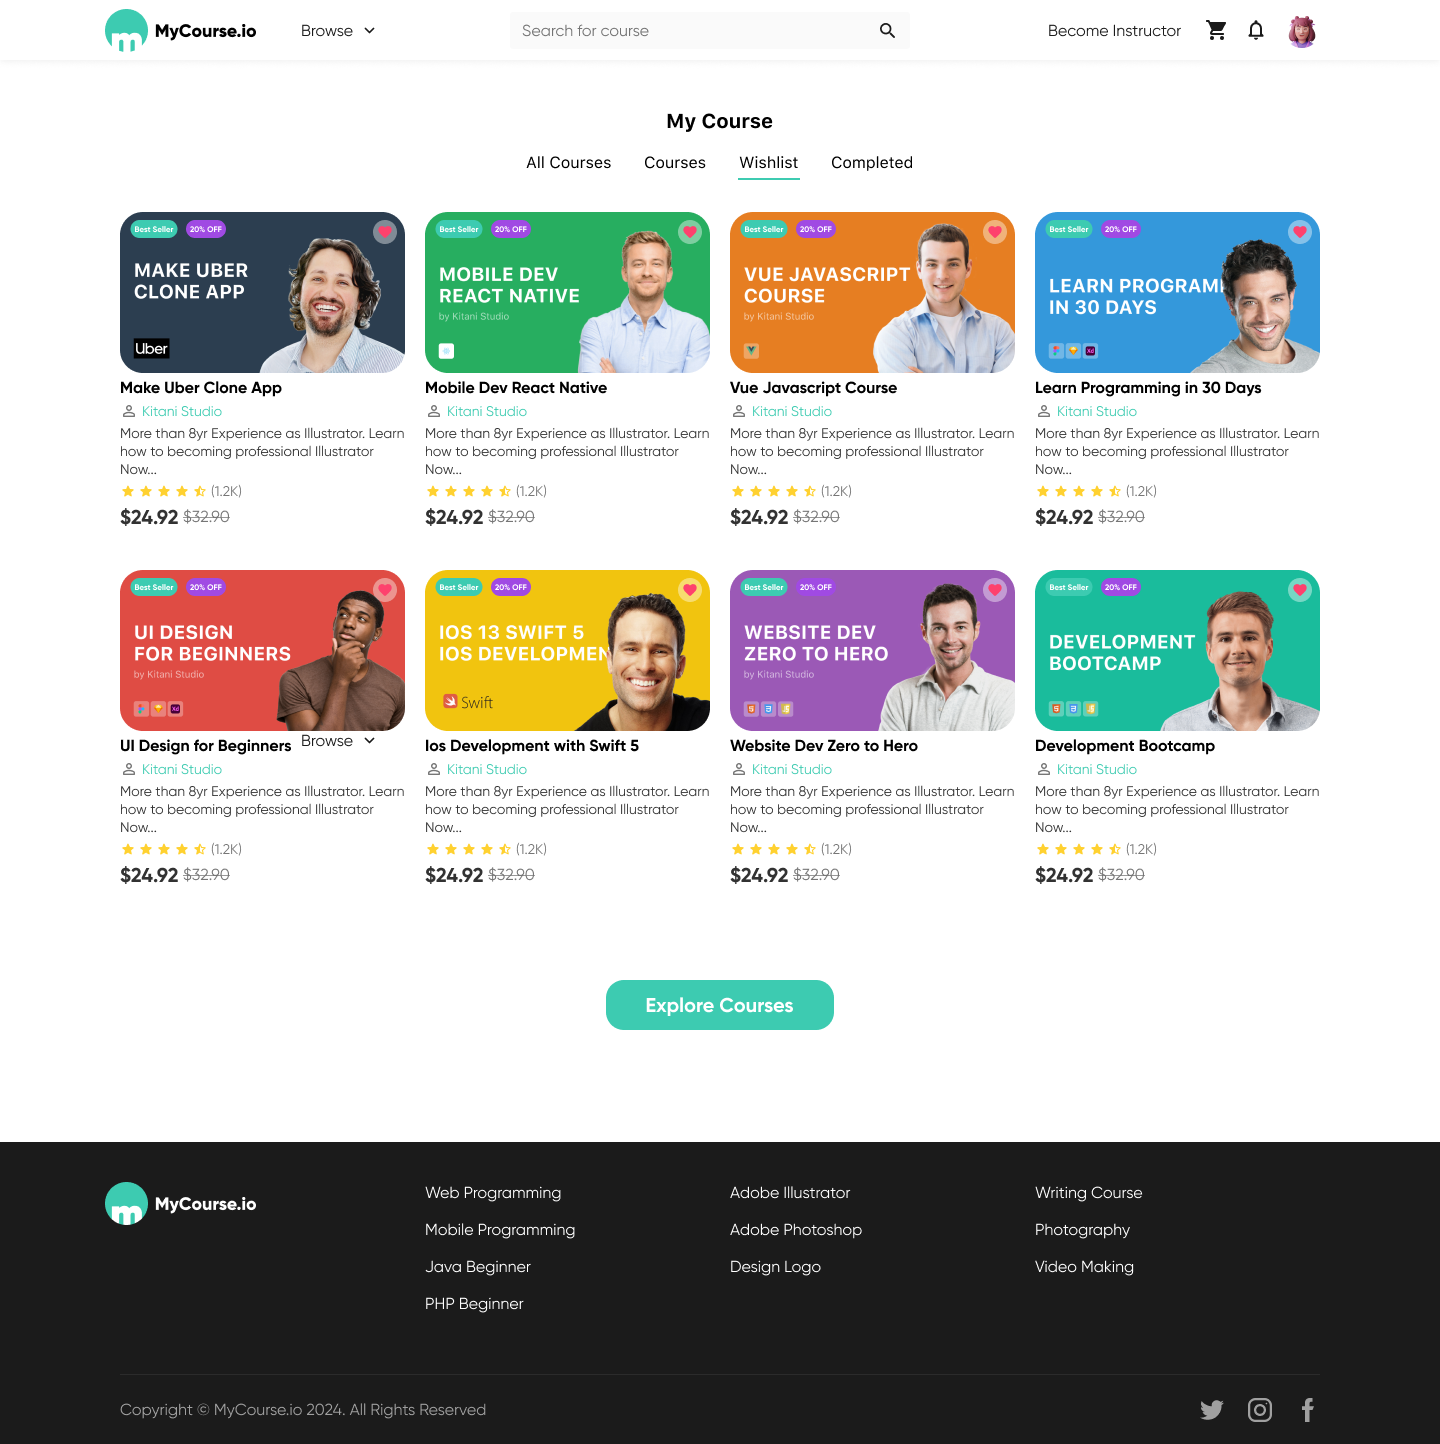 MyCourse.io
Browse
Search for course
Become Instructor
My Course
All Courses
Courses
Wishlist
Completed
Best Seller
20% OFF
MAKE UBER
CLONE APP
Uber
Make Uber Clone App
Kitani Studio
More than 8yr Experience as Illustrator. Learn
how to becoming professional Illustrator
Now...
(1.2K)
$24.92 $32.90
Best Seller
20% OFF
MOBILE DEV
REACT NATIVE
by Kitani Studio
Mobile Dev React Native
Kitani Studio
More than 8yr Experience as Illustrator. Learn
how to becoming professional Illustrator
Now...
(1.2K)
$24.92 $32.90
Best Seller
20% OFF
VUE JAVASCRIPT
COURSE
by Kitani Studio
Vue Javascript Course
Kitani Studio
More than 8yr Experience as Illustrator. Learn
how to becoming professional Illustrator
Now...
(1.2K)
$24.92 $32.90
Best Seller
20% OFF
LEARN PROGRAM
IN 30 DAYS
Xd
Learn Programming in 30 Days
Kitani Studio
More than 8yr Experience as Illustrator. Learn
how to becoming professional Illustrator
Now...
(1.2K)
$24.92 $32.90
Best Seller
20% OFF
UI DESIGN
FOR BEGINNERS
by Kitani Studio
Xd
UI Design for Beginners
Browse
Kitani Studio
More than 8yr Experience as Illustrator. Learn
how to becoming professional Illustrator
Now...
(1.2K)
$24.92 $32.90
Best Seller
20% OFF
IOS 13 SWIFT 5
IOS DEVELOPMEN
Swift
Ios Development with Swift 5
Kitani Studio
More than 8yr Experience as Illustrator. Learn
how to becoming professional Illustrator
Now...
(1.2K)
$24.92 $32.90
Best Seller
20% OFF
WEBSITE DEV
ZERO TO HERO
by Kitani Studio
Website Dev Zero to Hero
Kitani Studio
More than 8yr Experience as Illustrator. Learn
how to becoming professional Illustrator
Now...
(1.2K)
$24.92 $32.90
Best Seller
20% OFF
DEVELOPMENT
BOOTCAMP
Development Bootcamp
Kitani Studio
More than 8yr Experience as Illustrator. Learn
how to becoming professional Illustrator
Now...
(1.2K)
$24.92 $32.90
Explore Courses
MyCourse.io
Web Programming
Mobile Programming
Java Beginner
PHP Beginner
Adobe Illustrator
Adobe Photoshop
Design Logo
Writing Course
Photography
Video Making
Copyright © MyCourse.io 2024. All Rights Reserved